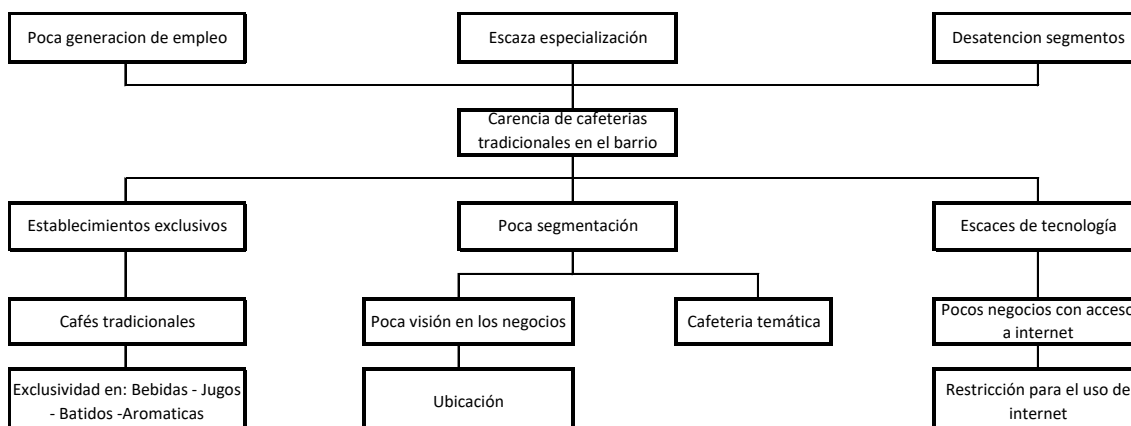 Poca generacion de empleo
Escaza especialización
Desatencion segmentos
Carencia de cafeterias
tradicionales en el barrio
Establecimientos exclusivos
Poca segmentación
Escaces de tecnología
Cafés tradicionales
Poca visión en los negocios
Cafeteria temática
Pocos negocios con acceso
a internet
Exclusividad en: Bebidas - Jugos
- Batidos -Aromaticas
Ubicación
Restricción para el uso de
internet